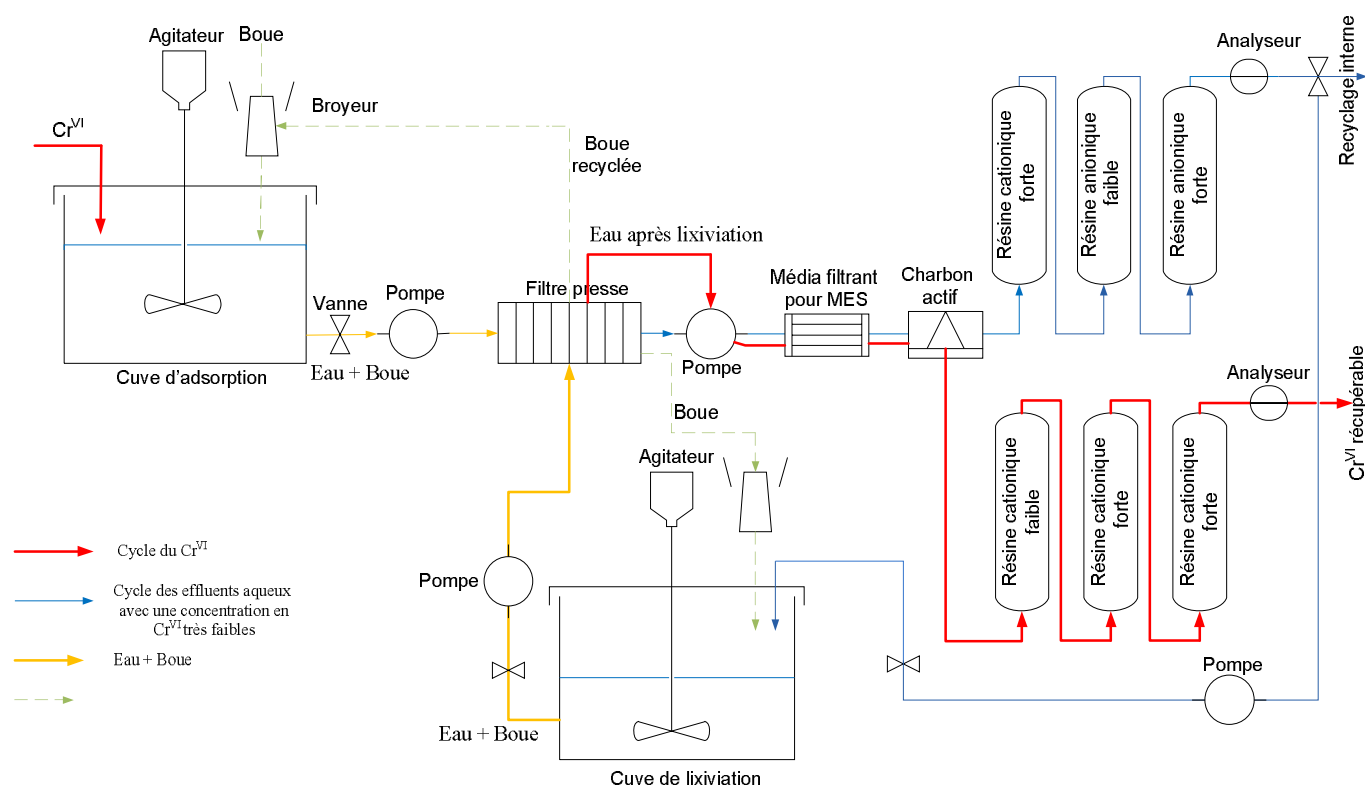 Agitateur
Boue
Analyseur
Recyclage interne
Broyeur
Cr^VI
Boue
recyclée
Résine cationique
forte
Résine anionique
faible
Résine anionique
forte
Eau après lixiviation
Média filtrant
pour MES
Charbon
actif
Vanne
Pompe
Filtre presse
Pompe
Eau + Boue
Cuve d'adsorption
Analyseur
Boue
Agitateur
Cr^VI récupérable
Résine cationique
faible
Résine cationique
forte
Résine cationique
forte
Cycle du Cr^VI
Pompe
Cycle des effluents aqueux
avec une concentration en
Cr^VI très faibles
Eau + Boue
Pompe
Eau + Boue
Cuve de lixiviation